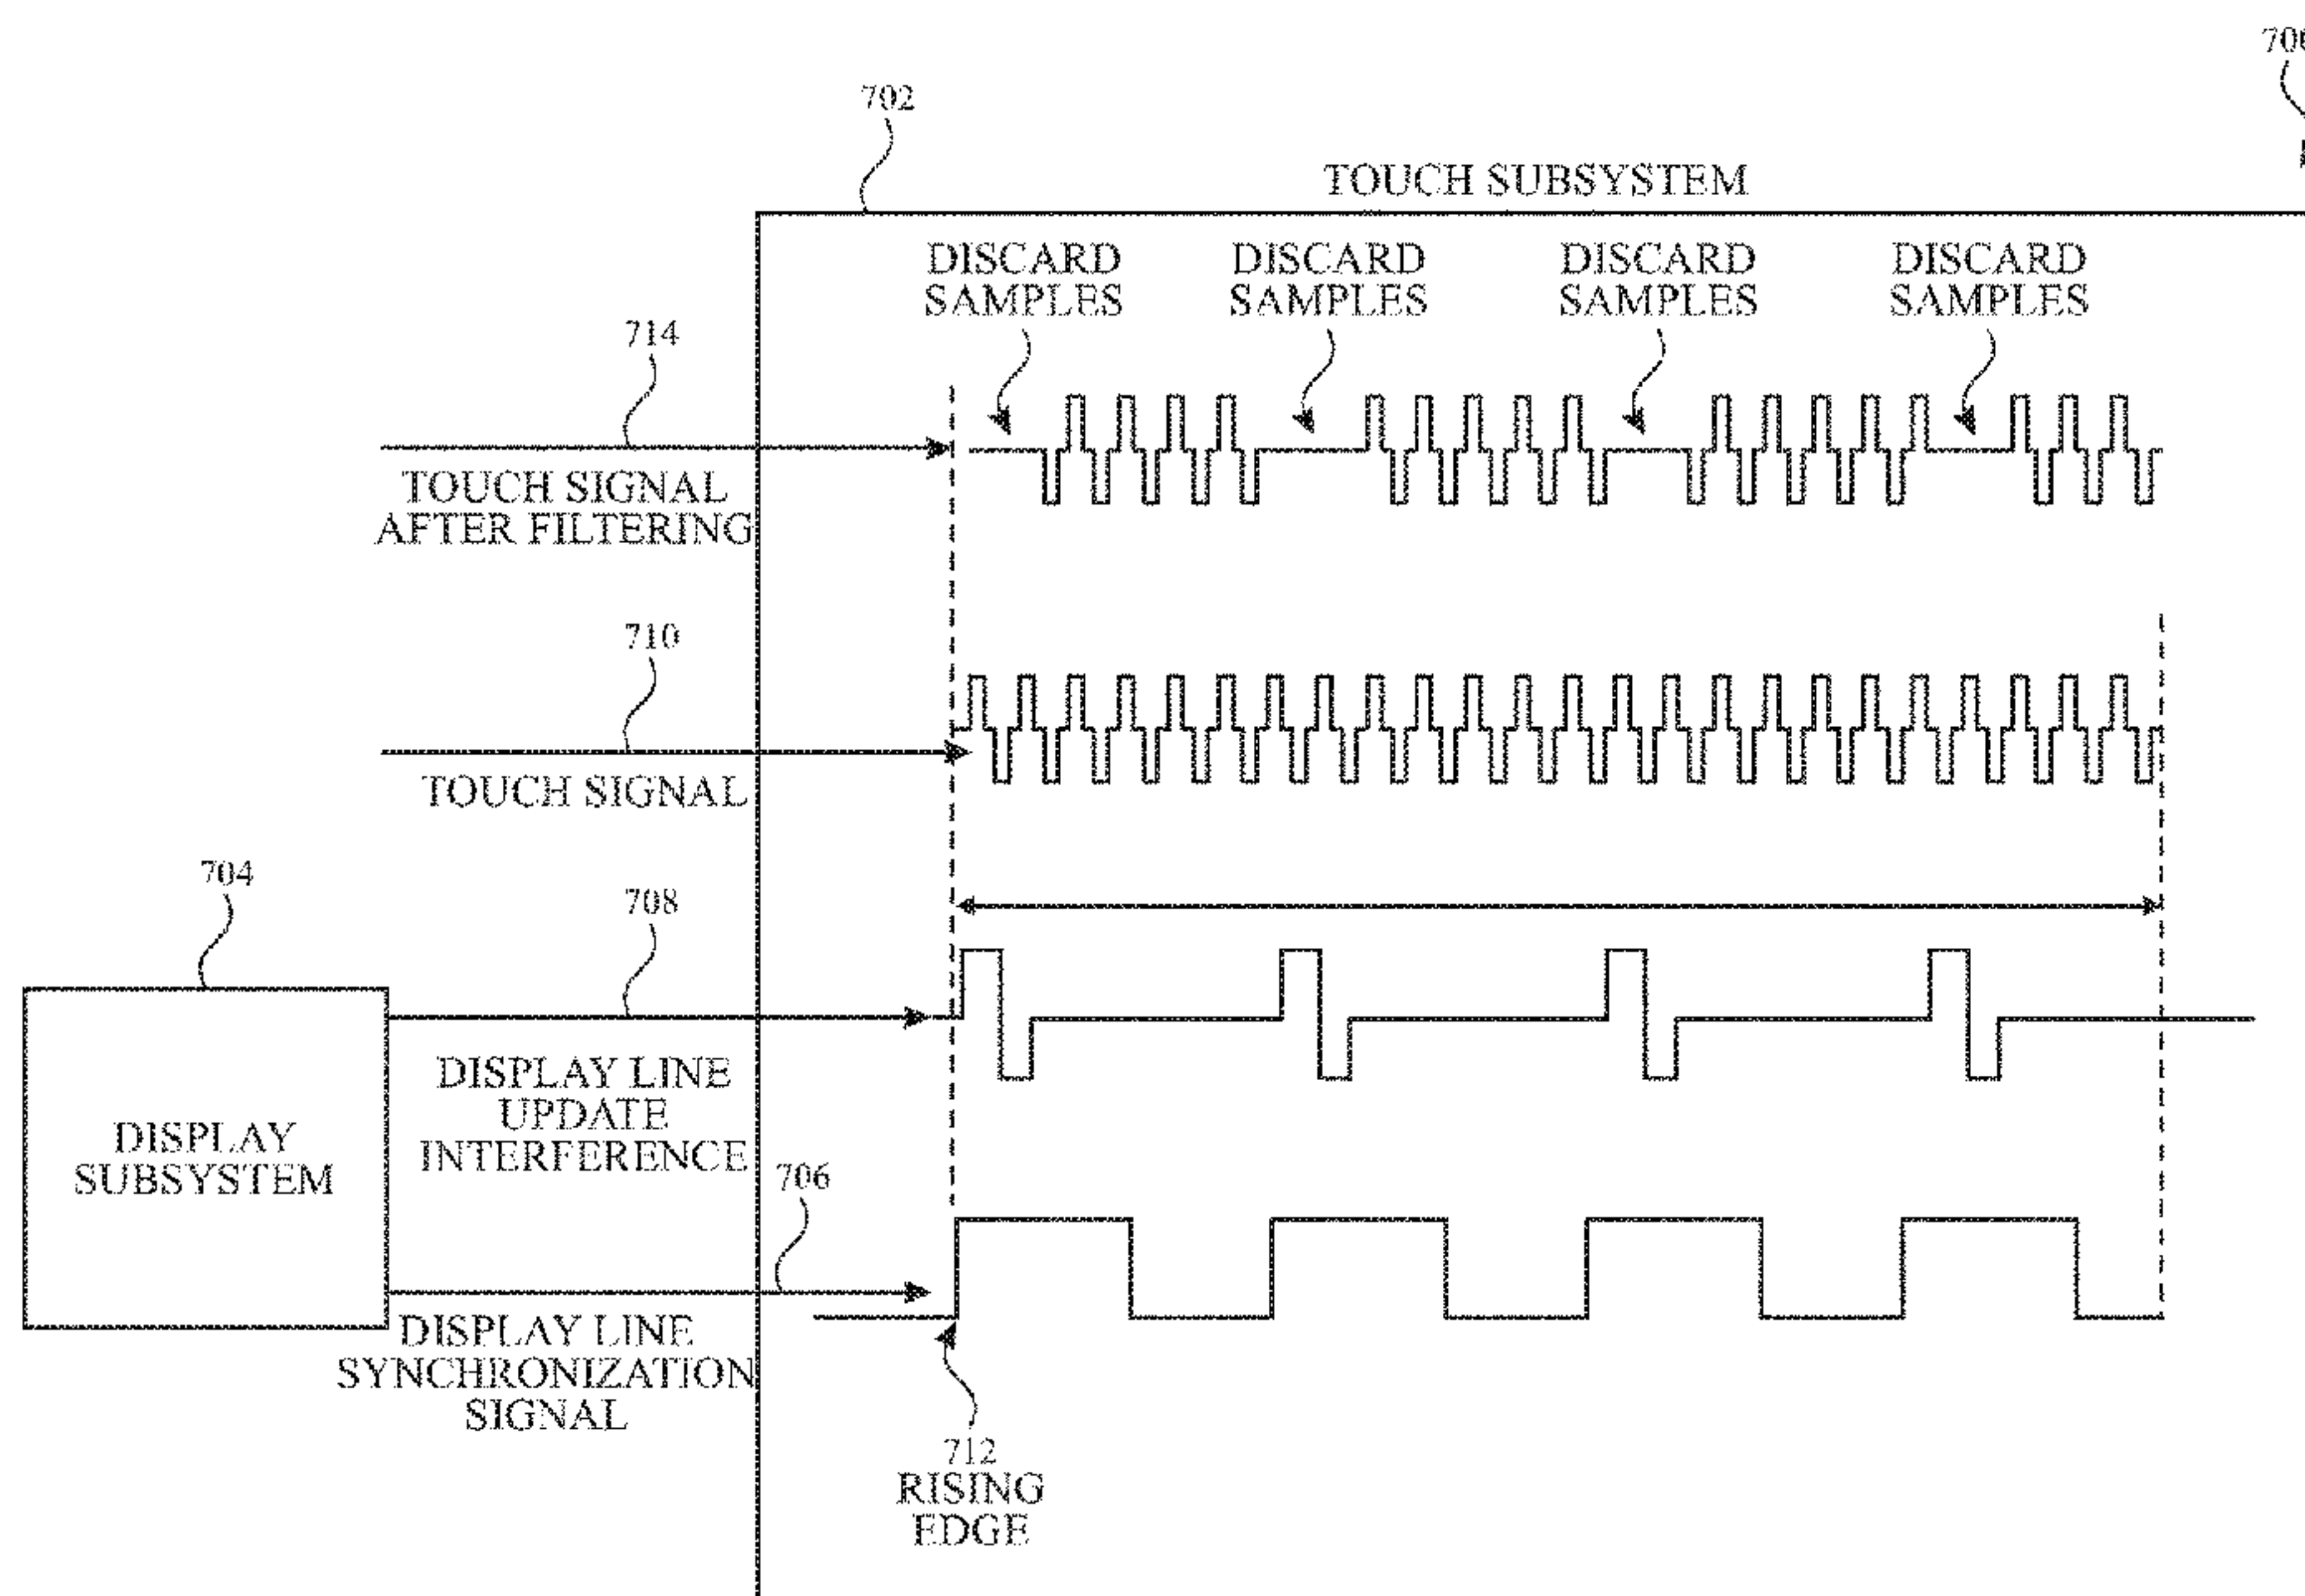 702
TOUCH SUBSYSTEM
DISCARD
SAMPLES
DISCARD
SAMPLES
DISCARD
SAMPLES
DISCARD
SAMPLES
714
TOUCH SIGNAL
AFTER FILTERING
710
TOUCH SIGNAL
704
708
DISPLAY
SUBSYSTEM
DISPLAY LINE
UPDATE
INTERFERENCE
706
DISPLAY LINE
SYNCHRONIZATION
SIGNAL
712
RISING
EDGE